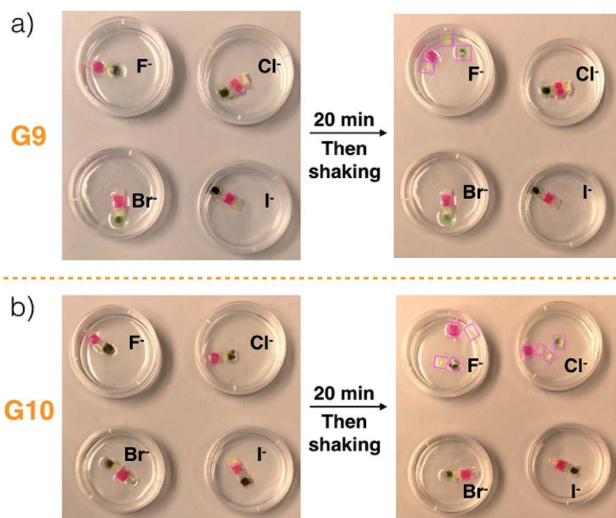 a)
F- Cl-
F- Cl-
G9
20 min
Then
shaking
Br- I-
Br- I-
b)
F- Cl-
F- Cl-
G10
20 min
Then
shaking
Br- I-
Br- I-